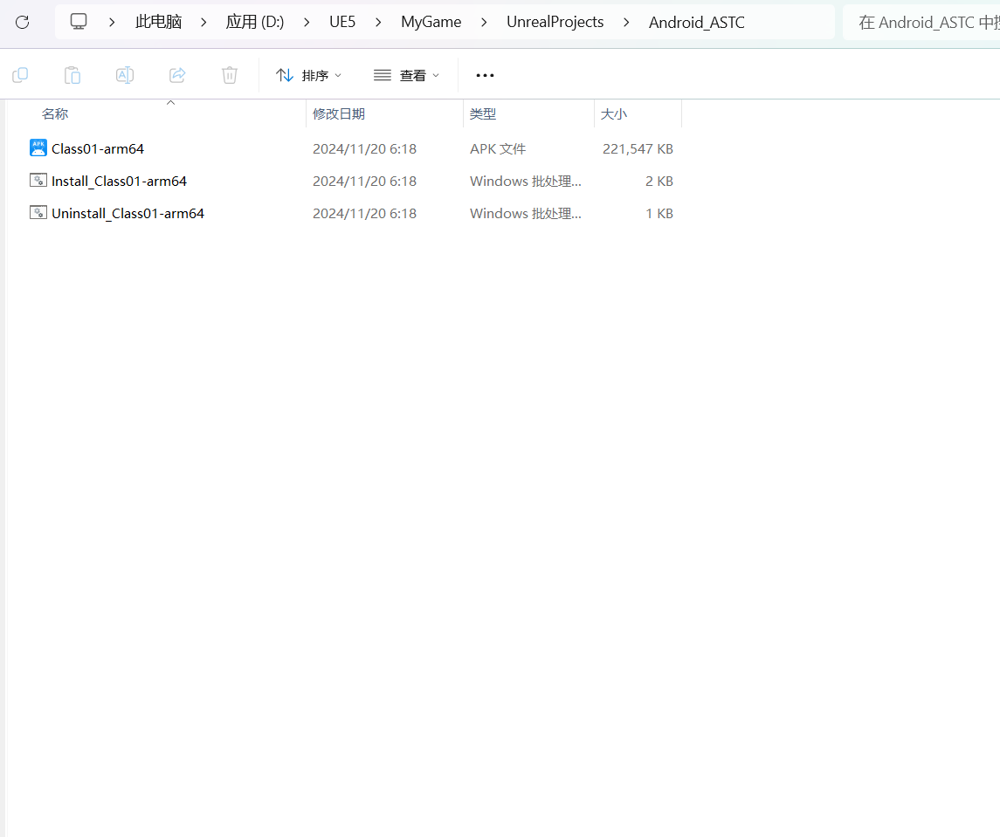 此电脑 > 应用 (D:) > UE5 > MyGame > UnrealProjects > Android_ASTC 在 Android_ASTC 中
排序 查看
名称 修改日期 类型 大小
Class01-arm64 2024/11/20 6:18 APK 文件 221,547 KB
Install_Class01-arm64 2024/11/20 6:18 Windows 批处理... 2 KB
Uninstall_Class01-arm64 2024/11/20 6:18 Windows 批处理... 1 KB